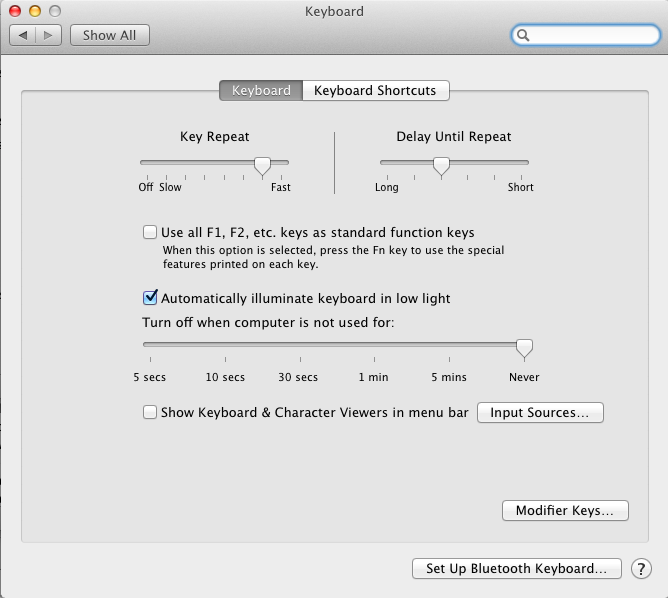 Keyboard
Show All
Keyboard Keyboard Shortcuts
Key Repeat Delay Until Repeat
Off Slow Fast Long Short
Use all F1, F2, etc. keys as standard function keys
When this option is selected, press the Fn key to use the special
features printed on each key.
Automatically illuminate keyboard in low light
Turn off when computer is not used for:
5 secs 10 secs 30 secs 1 min 5 mins Never
Show Keyboard & Character Viewers in menu bar Input Sources...
Modifier Keys...
Set Up Bluetooth Keyboard... ?